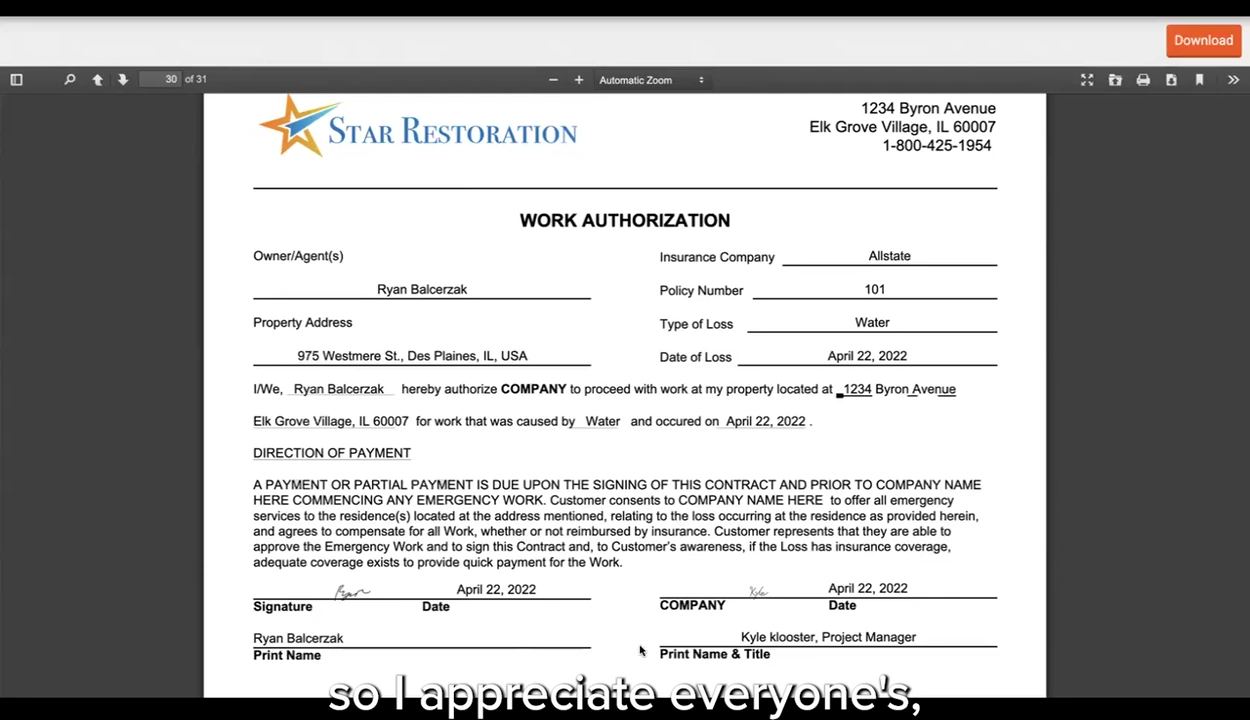 Download
30 of 31
Automatic Zoom
STAR RESTORATION
1234 Byron Avenue
Elk Grove Village, IL 60007
1-800-425-1954
WORK AUTHORIZATION
Owner/Agent(s)
Ryan Balcerzak
Property Address
975 Westmere St., Des Plaines, IL, USA
Insurance Company Allstate
Policy Number 101
Type of Loss Water
Date of Loss April 22, 2022
I/We, Ryan Balcerzak hereby authorize COMPANY to proceed with work at my property located at 1234 Byron Avenue
Elk Grove Village, IL 60007 for work that was caused by Water and occured on April 22, 2022 .
DIRECTION OF PAYMENT
A PAYMENT OR PARTIAL PAYMENT IS DUE UPON THE SIGNING OF THIS CONTRACT AND PRIOR TO COMPANY NAME
HERE COMMENCING ANY EMERGENCY WORK. Customer consents to COMPANY NAME HERE to offer all emergency
services to the residence(s) located at the address mentioned, relating to the loss occurring at the residence as provided herein,
and agrees to compensate for all Work, whether or not reimbursed by insurance. Customer represents that they are able to
approve the Emergency Work and to sign this Contract and, to Customer's awareness, if the Loss has insurance coverage,
adequate coverage exists to provide quick payment for the Work.
Ryan April 22, 2022
Signature Date
Ryan Balcerzak
Print Name
Kyle April 22, 2022
COMPANY Date
Kyle klooster, Project Manager
Print Name & Title
so I appreciate everyone's,